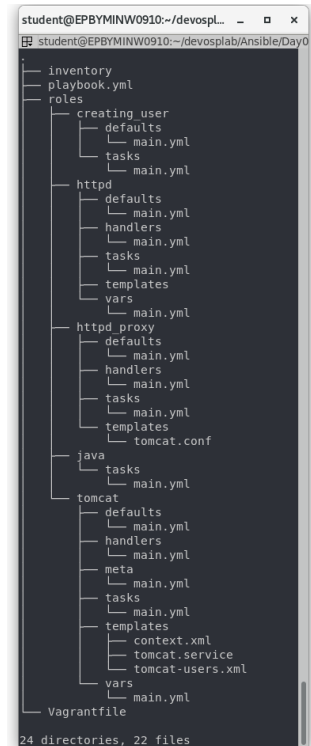 student@EPBYMINW0910:~/devospl...
student@EPBYMINW0910:~/devosplab/Ansible/Day0
.
├── inventory
├── playbook.yml
├── roles
│   ├── creating_user
│   │   ├── defaults
│   │   │   └── main.yml
│   │   └── tasks
│   │       └── main.yml
│   ├── httpd
│   │   ├── defaults
│   │   │   └── main.yml
│   │   ├── handlers
│   │   │   └── main.yml
│   │   ├── tasks
│   │   │   └── main.yml
│   │   ├── templates
│   │   └── vars
│   │       └── main.yml
│   ├── httpd_proxy
│   │   ├── defaults
│   │   │   └── main.yml
│   │   ├── handlers
│   │   │   └── main.yml
│   │   ├── tasks
│   │   │   └── main.yml
│   │   └── templates
│   │       └── tomcat.conf
│   ├── java
│   │   └── tasks
│   │       └── main.yml
│   └── tomcat
│       ├── defaults
│       │   └── main.yml
│       ├── handlers
│       │   └── main.yml
│       ├── meta
│       │   └── main.yml
│       ├── tasks
│       │   └── main.yml
│       ├── templates
│       │   ├── context.xml
│       │   ├── tomcat.service
│       │   └── tomcat-users.xml
│       └── vars
│           └── main.yml
└── Vagrantfile
24 directories, 22 files